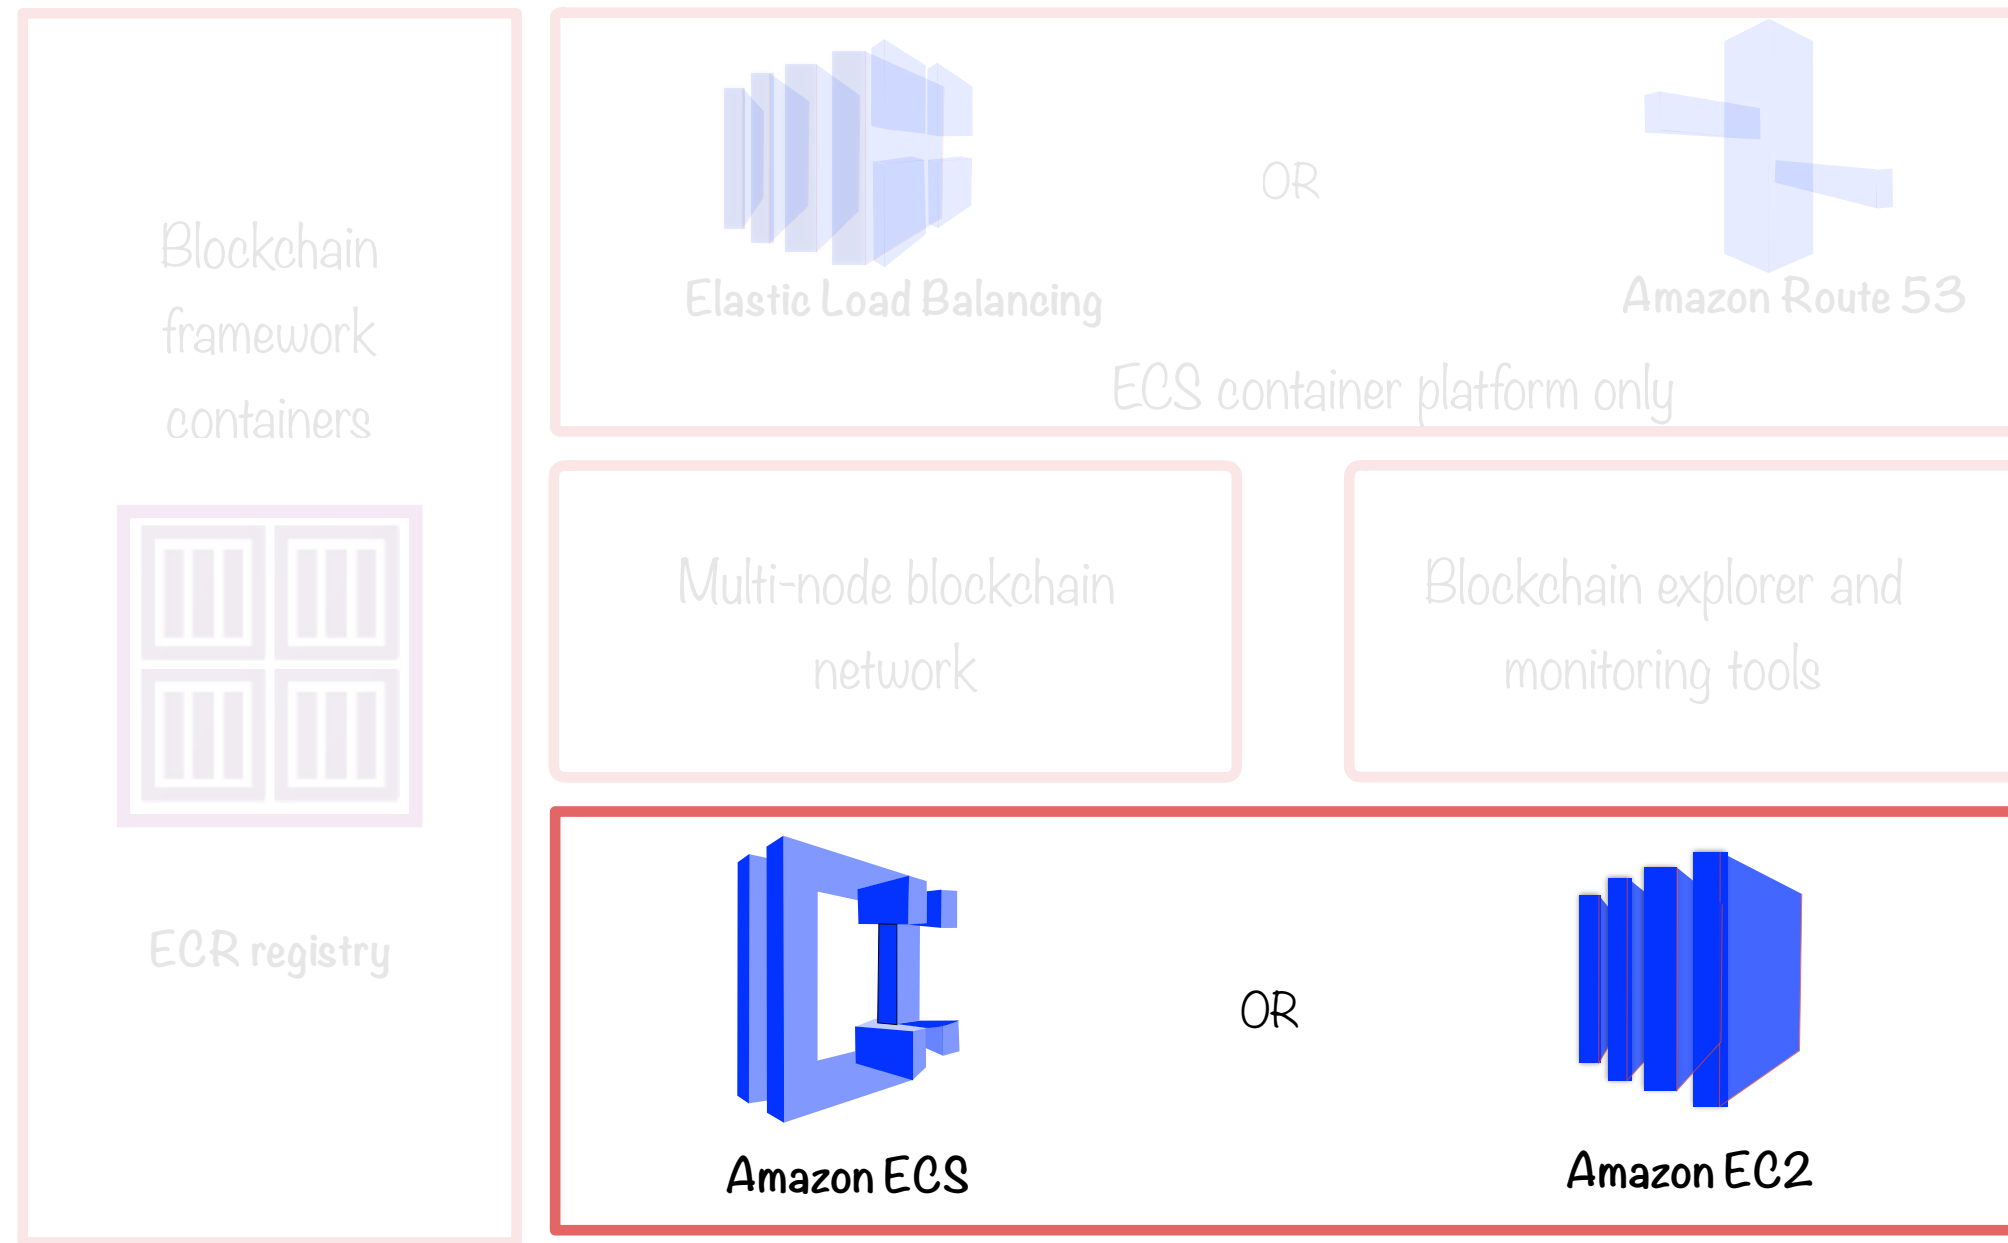 Blockchain
framework
containers
ECR registry
OR
Elastic Load Balancing
Amazon Route 53
ECS container platform only
Multi-node blockchain
network
Blockchain explorer and
monitoring tools
OR
Amazon ECS
Amazon EC2